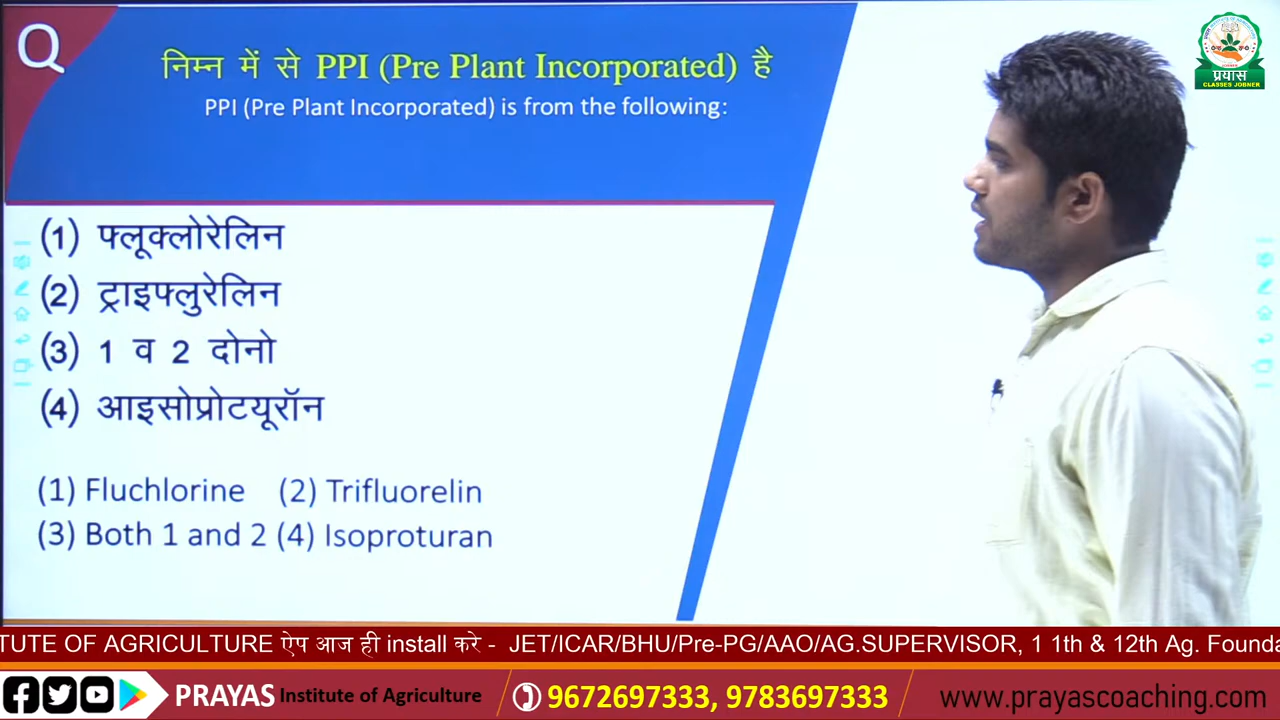 Q
निम्न में से PPI (Pre Plant Incorporated) है
PPI (Pre Plant Incorporated) is from the following:
(1) फ्लूक्लोरेलिन
(2) ट्राइफ्लुरेलिन
(3) 1 व 2 दोनो
(4) आइसोप्रोटयूरॉन
(1) Fluchlorine (2) Trifluorelin
(3) Both 1 and 2 (4) Isoproturan
प्रयास
CLASSES JOBNER
TUTE OF AGRICULTURE ऐप आज ही install करे - JET/ICAR/BHU/Pre-PG/AAO/AG.SUPERVISOR, 1 1th & 12th Ag. Founda
PRAYAS Institute of Agriculture 9672697333, 9783697333 www.prayascoaching.com